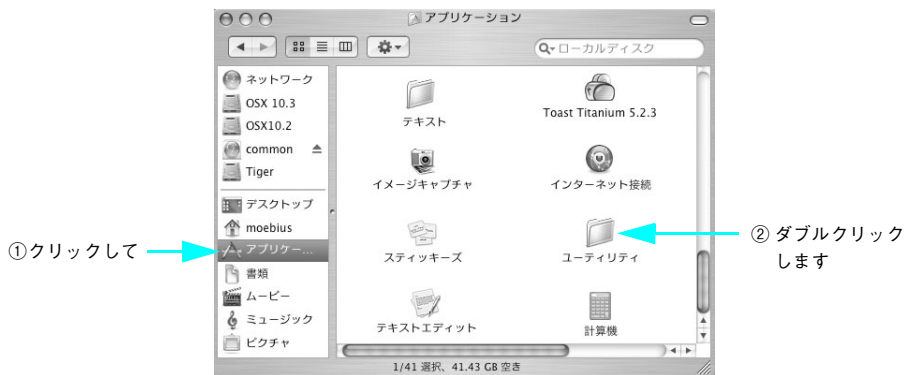 アプリケーション
ローカルディスク
ネットワーク
OSX 10.3
OSX10.2
common
Tiger
デスクトップ
moebius
アプリケー...
書類
ムービー
ミュージック
ピクチャ
テキスト
Toast Titanium 5.2.3
イメージキャプチャ
インターネット接続
スティッキーズ
ユーティリティ
テキストエディット
計算機
1/41 選択、41.43 GB 空き
①クリックして
② ダブルクリック
します